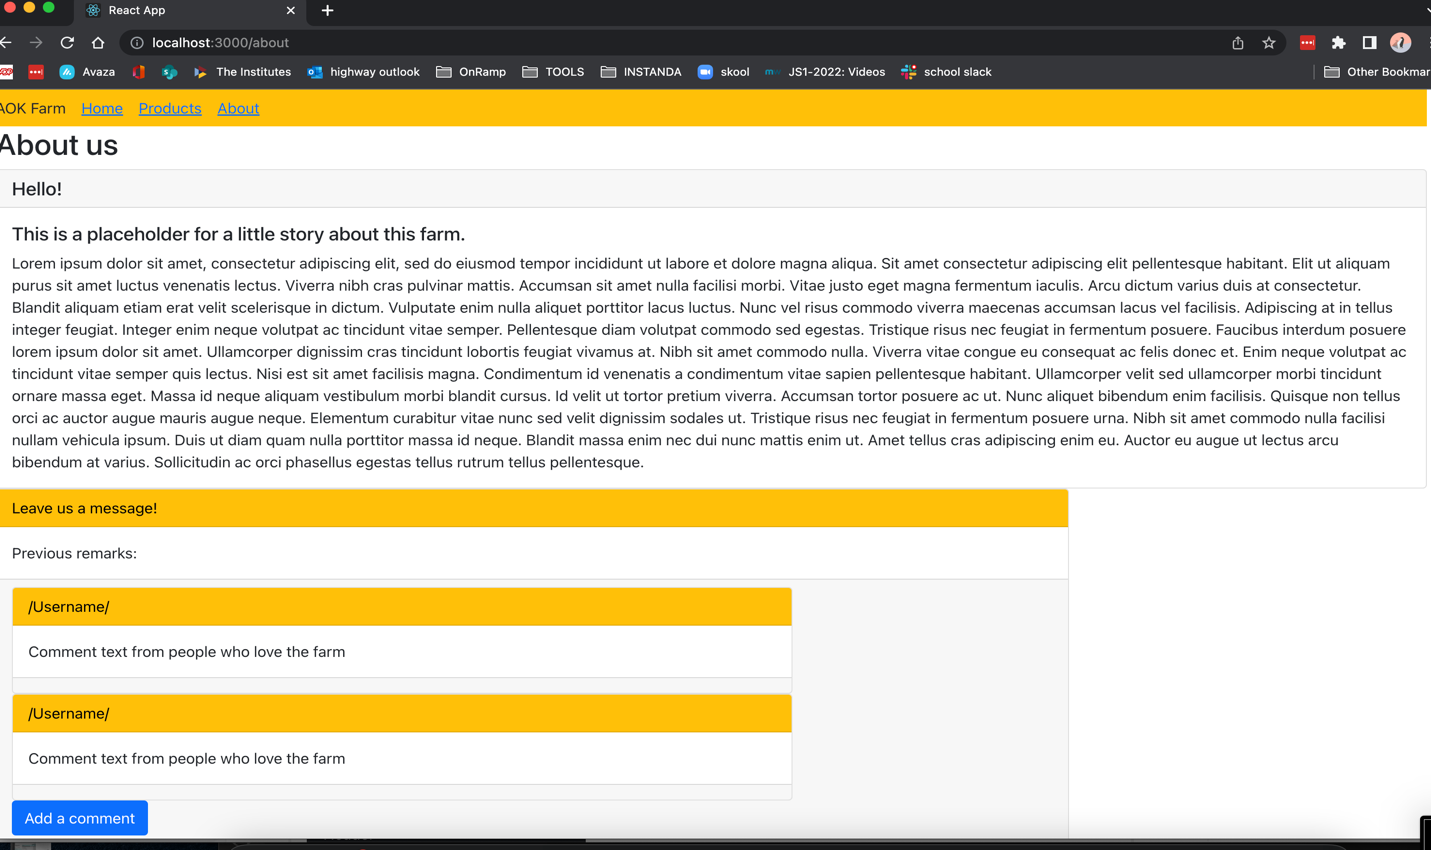 React App
localhost:3000/about
Avaza
The Institutes
highway outlook
OnRamp
TOOLS
INSTANDA
skool
JS1-2022: Videos
school slack
Other Bookmar
AOK Farm Home Products About
About us
Hello!
This is a placeholder for a little story about this farm.
Lorem ipsum dolor sit amet, consectetur adipiscing elit, sed do eiusmod tempor incididunt ut labore et dolore magna aliqua. Sit amet consectetur adipiscing elit pellentesque habitant. Elit ut aliquam
purus sit amet luctus venenatis lectus. Viverra nibh cras pulvinar mattis. Accumsan sit amet nulla facilisi morbi. Vitae justo eget magna fermentum iaculis. Arcu dictum varius duis at consectetur.
Blandit aliquam etiam erat velit scelerisque in dictum. Vulputate enim nulla aliquet porttitor lacus luctus. Nunc vel risus commodo viverra maecenas accumsan lacus vel facilisis. Adipiscing at in tellus
integer feugiat. Integer enim neque volutpat ac tincidunt vitae semper. Pellentesque diam volutpat commodo sed egestas. Tristique risus nec feugiat in fermentum posuere. Faucibus interdum posuere
lorem ipsum dolor sit amet. Ullamcorper dignissim cras tincidunt lobortis feugiat vivamus at. Nibh sit amet commodo nulla. Viverra vitae congue eu consequat ac felis donec et. Enim neque volutpat ac
tincidunt vitae semper quis lectus. Nisi est sit amet facilisis magna. Condimentum id venenatis a condimentum vitae sapien pellentesque habitant. Ullamcorper velit sed ullamcorper morbi tincidunt
ornare massa eget. Massa id neque aliquam vestibulum morbi blandit cursus. Id velit ut tortor pretium viverra. Accumsan tortor posuere ac ut. Nunc aliquet bibendum enim facilisis. Quisque non tellus
orci ac auctor augue mauris augue neque. Elementum curabitur vitae nunc sed velit dignissim sodales ut. Tristique risus nec feugiat in fermentum posuere urna. Nibh sit amet commodo nulla facilisi
nullam vehicula ipsum. Duis ut diam quam nulla porttitor massa id neque. Blandit massa enim nec dui nunc mattis enim ut. Amet tellus cras adipiscing enim eu. Auctor eu augue ut lectus arcu
bibendum at varius. Sollicitudin ac orci phasellus egestas tellus rutrum tellus pellentesque.
Leave us a message!
Previous remarks:
/Username/
Comment text from people who love the farm
/Username/
Comment text from people who love the farm
Add a comment